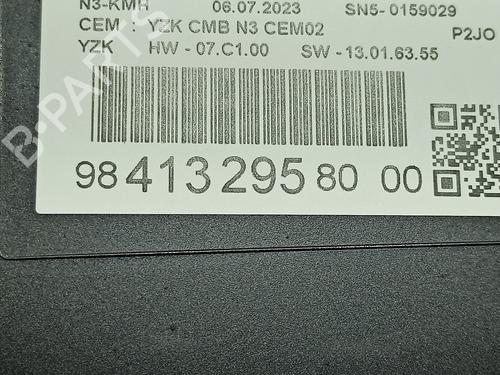 N3-KMH 06.07.2023 SN5- 0159029
CEM : YZK CMB N3 CEM02 P2JO
YZK HW - 07.C1.00 SW - 13.01.63.55
98 413 295 80 00
B-PARTS